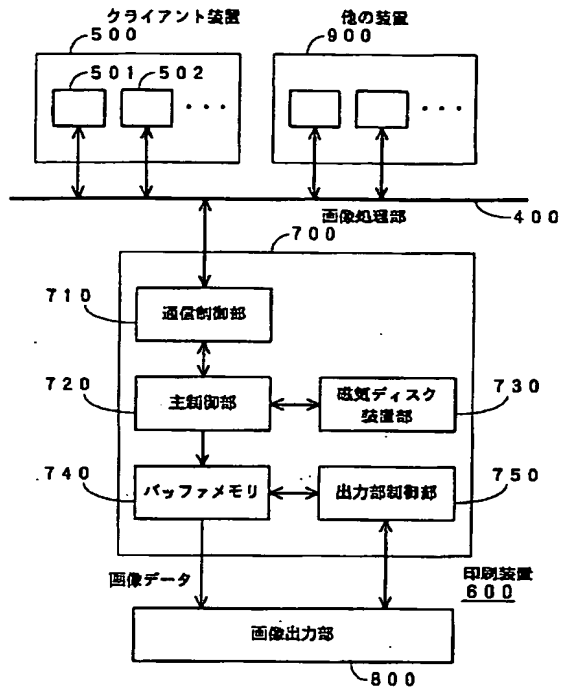 クライアント装置
500
501
502
・・・
他の装置
900
・・・
画像処理部
400
700
710
通信制御部
720
主制御部
磁気ディスク
装置部
730
740
バッファメモリ
出力部制御部
750
画像データ
印刷装置
600
画像出力部
800